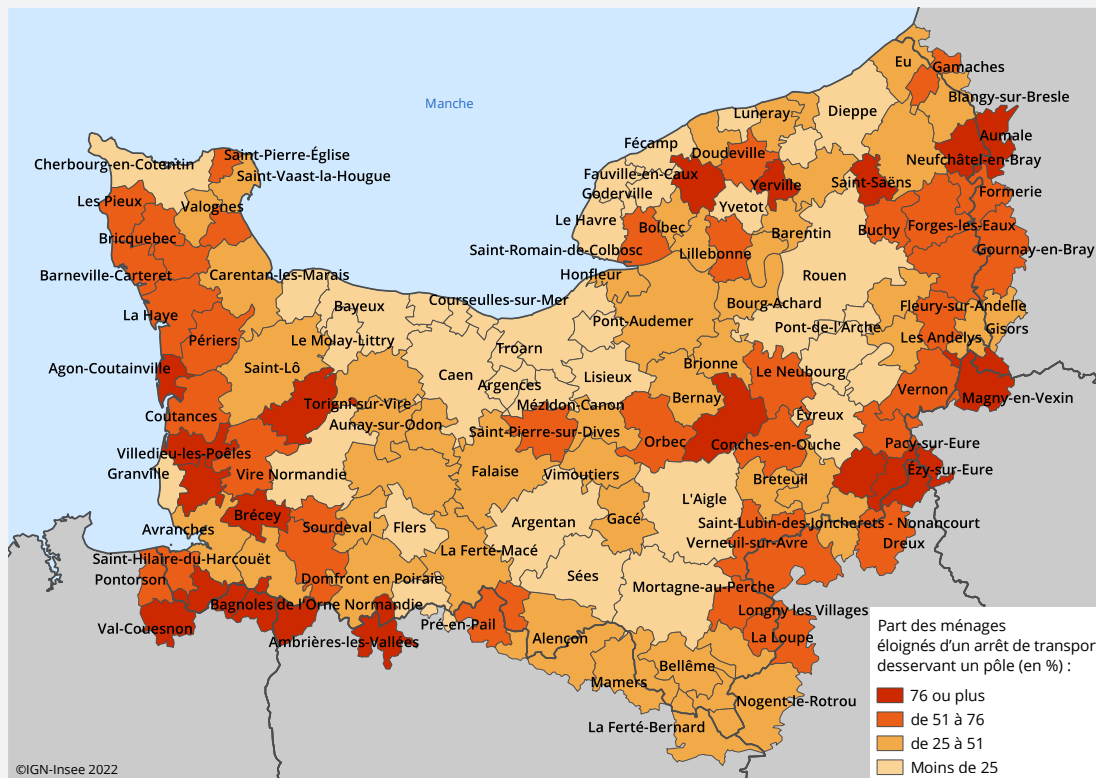 Manche
Eu
Gamaches
Blangy-sur-Bresle
Dieppe
Luneray
Aumale
Fécamp
Doudeville
Neufchâtel-en-Bray
Cherbourg-en-Cotentin
Saint-Pierre-Église
Saint-Vaast-la-Hougue
Fauville-en-Caux
Yerville
Saint-Saëns
Goderville
Formerie
Les Pieux
Valognes
Yvetot
Le Havre
Bolbec
Barentin
Buchy
Forges-les-Eaux
Bricquebec
Saint-Romain-de-Colbosc
Lillebonne
Gournay-en-Bray
Barneville-Carteret
Carentan-les-Marais
Honfleur
Rouen
Courseulles-sur-Mer
Bayeux
Bourg-Achard
Fleury-sur-Andelle
La Haye
Pont-Audemer
Pont-de-l'Arche
Gisors
Périers
Le Molay-Littry
Troarn
Les Andelys
Agon-Coutainville
Saint-Lô
Caen
Argences
Lisieux
Brionne
Le Neubourg
Vernon
Magny-en-Vexin
Torigni-sur-Vire
Mézidon-Canon
Bernay
Coutances
Aunay-sur-Odon
Saint-Pierre-sur-Dives
Évreux
Orbec
Conches-en-Ouche
Pacy-sur-Eure
Villedieu-les-Poêles
Granville
Vire Normandie
Falaise
Vimoutiers
Breteuil
Ézy-sur-Eure
L'Aigle
Brécey
Avranches
Sourdeval
Flers
Argentan
Gacé
Saint-Lubin-des-Joncherets - Nonancourt
Verneuil-sur-Avre
Dreux
Saint-Hilaire-du-Harcouët
La Ferté-Macé
Pontorson
Domfront en Poiraie
Sées
Mortagne-au-Perche
Bagnoles de l'Orne Normandie
Longny les Villages
Val-Couesnon
Ambrières-les-Vallées
Pré-en-Pail
Alençon
La Loupe
Bellême
Mamers
Nogent-le-Rotrou
La Ferté-Bernard
Part des ménages
éloignés d'un arrêt de transpor
desservant un pôle (en %) :
76 ou plus
de 51 à 76
de 25 à 51
Moins de 25
©IGN-Insee 2022